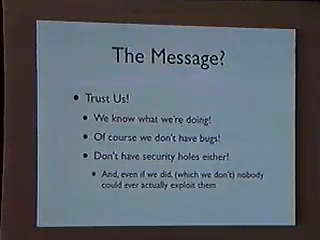 The Message?
Trust Us!
We know what we're doing!
Of course we don't have bugs!
Don't have security holes either!
And, even if we did, (which we don't) nobody
could ever actually exploit them